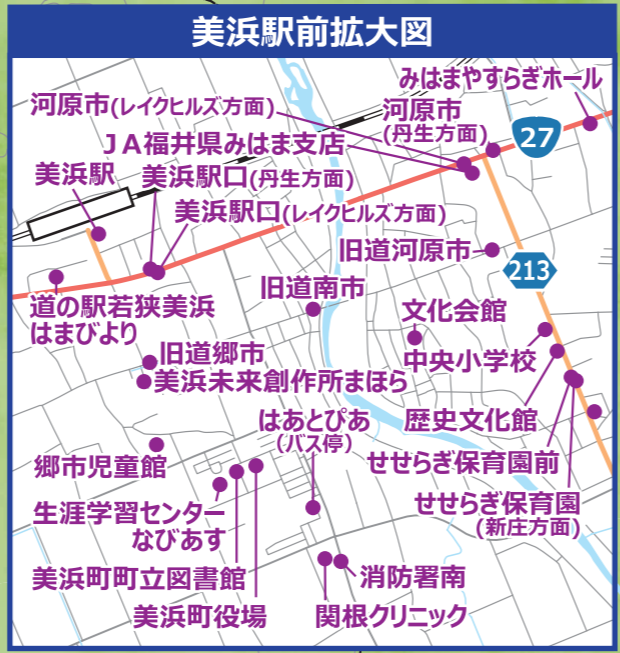 美浜駅前拡大図
みはまやすらぎホール
河原市(レイクヒルズ方面)
河原市
(丹生方面)
27
JA福井県みはま支店
美浜駅
美浜駅口(丹生方面)
美浜駅口(レイクヒルズ方面)
旧道河原市
213
道の駅若狭美浜
はまびより
旧道南市
文化会館
中央小学校
旧道郷市
美浜未来創作所まほら
はあとぴあ
(バス停)
歴史文化館
郷市児童館
せせらぎ保育園前
生涯学習センター
なびあす
せせらぎ保育園
(新庄方面)
美浜町町立図書館
消防署南
美浜町役場
関根クリニック